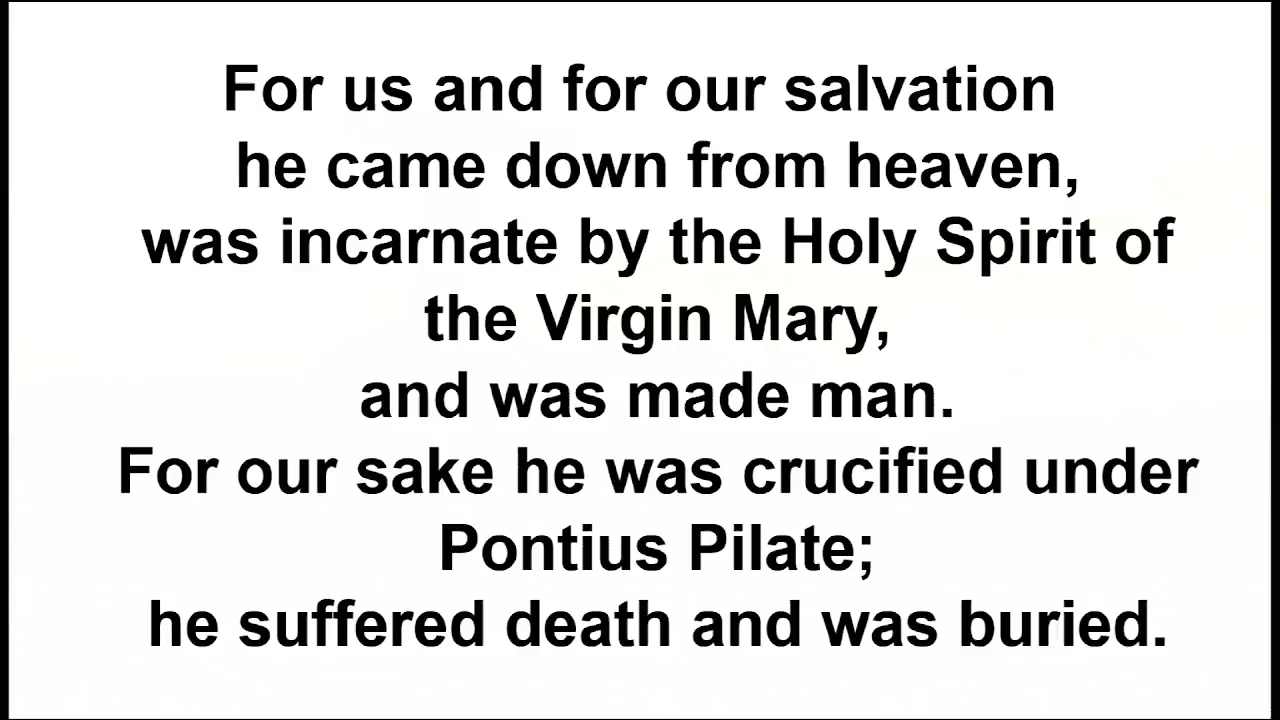 For us and for our salvation
he came down from heaven,
was incarnate by the Holy Spirit of
the Virgin Mary,
and was made man.
For our sake he was crucified under
Pontius Pilate;
he suffered death and was buried.